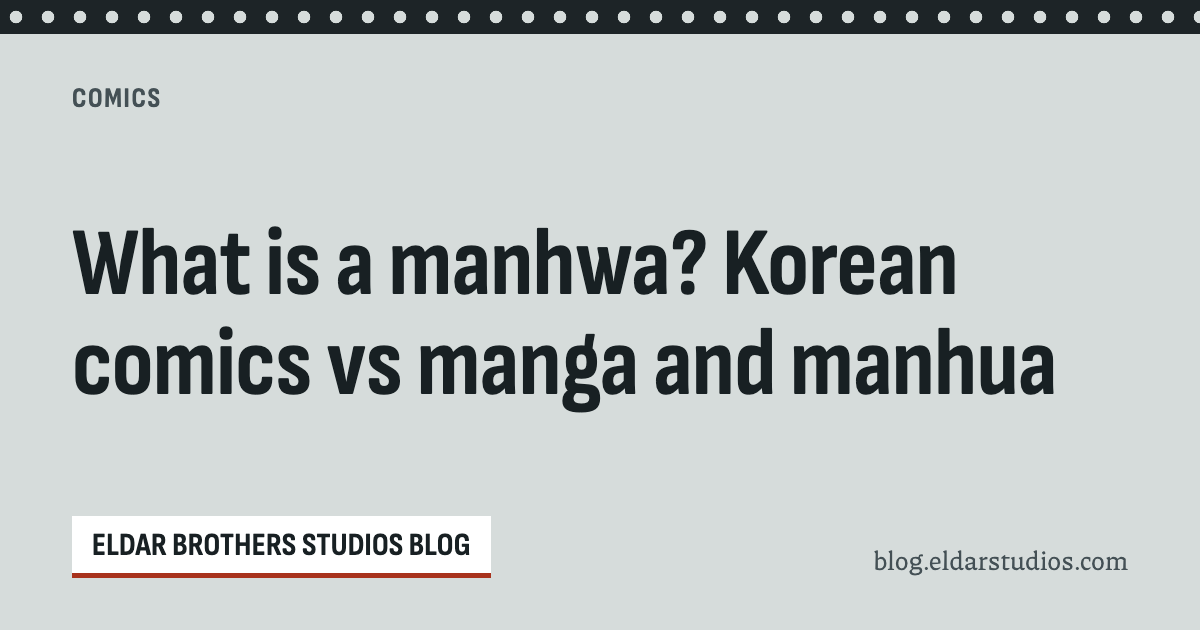 COMICS
What is a manhwa? Korean
comics vs manga and manhua
ELDAR BROTHERS STUDIOS BLOG
blog.eldarstudios.com